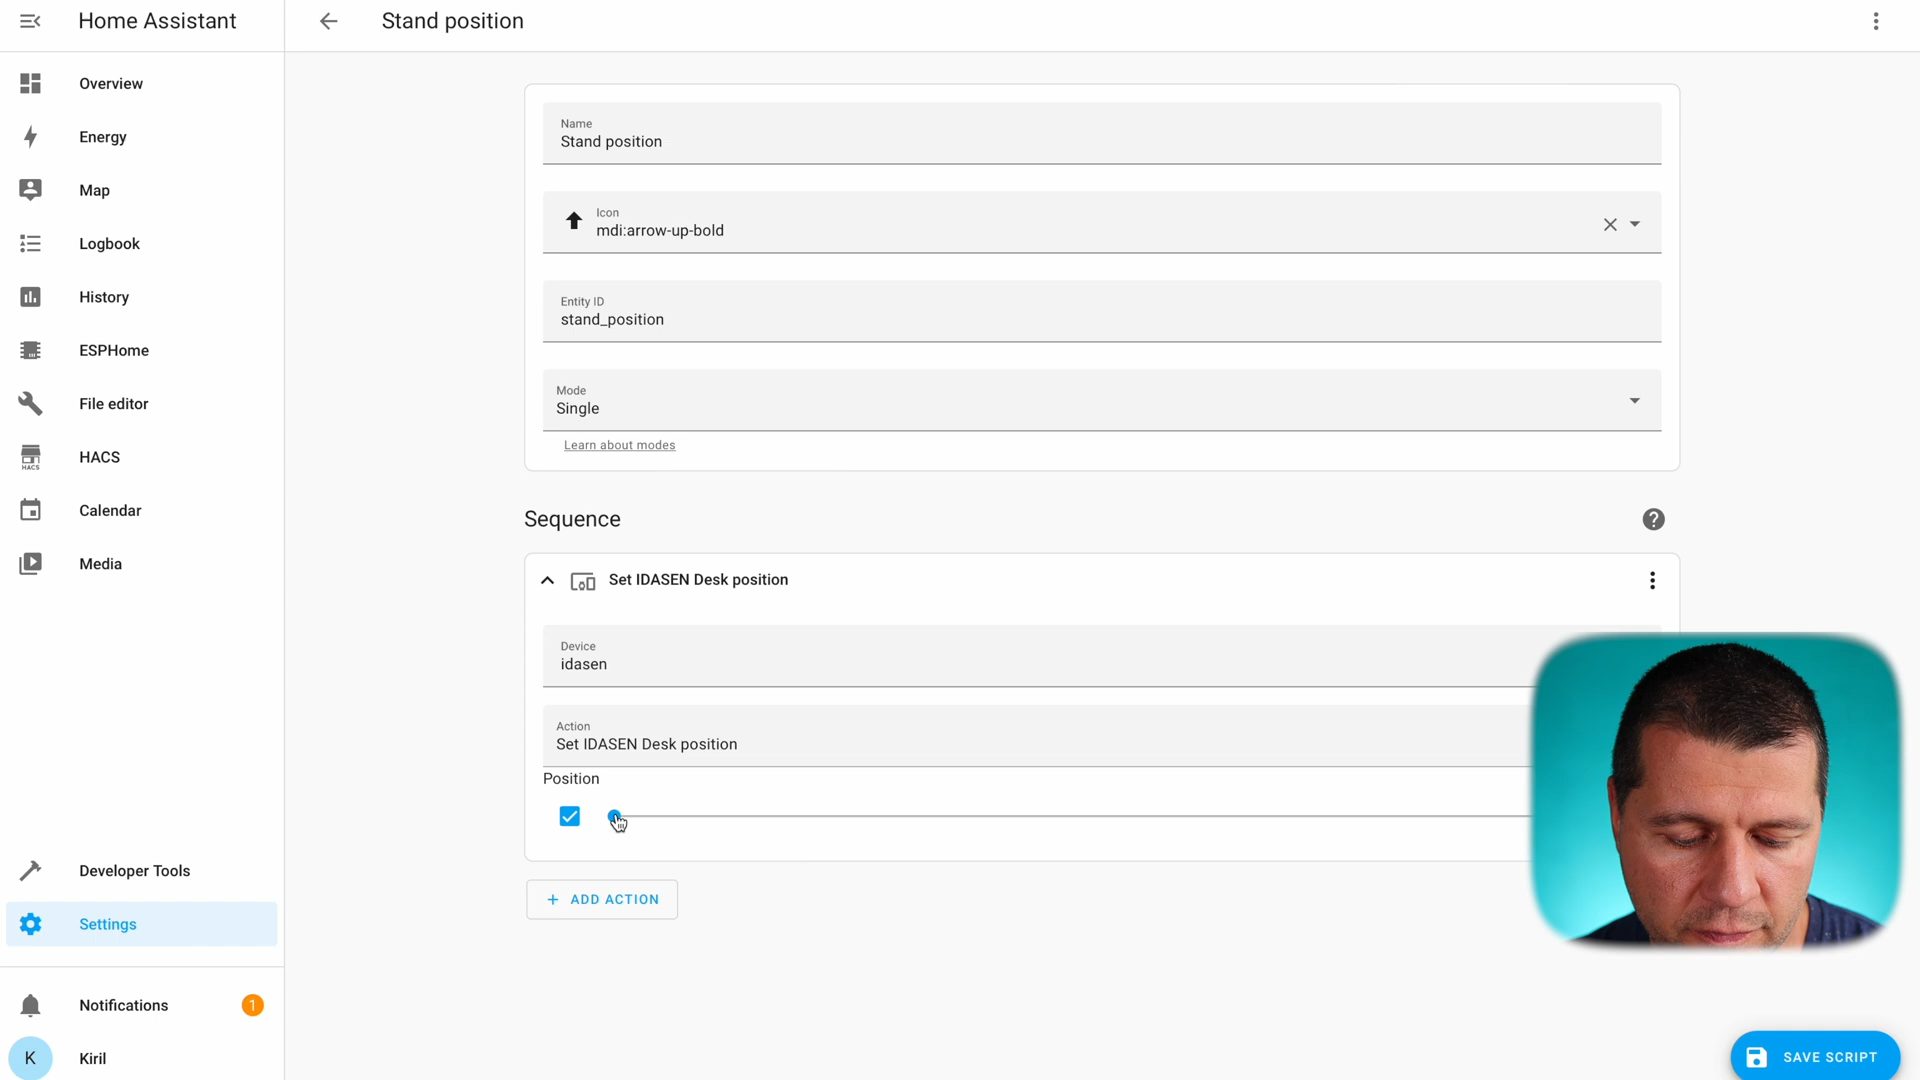 Home Assistant
Stand position
Overview
Energy
Map
Logbook
History
ESPHome
File editor
HACS
HACS
Calendar
Media
Developer Tools
Settings
Notifications
1
K
Kiril
Name
Stand position
Icon
mdi:arrow-up-bold
Entity ID
stand_position
Mode
Single
Learn about modes
Sequence
Set IDASEN Desk position
Device
idasen
Action
Set IDASEN Desk position
Position
+ ADD ACTION
SAVE SCRIPT